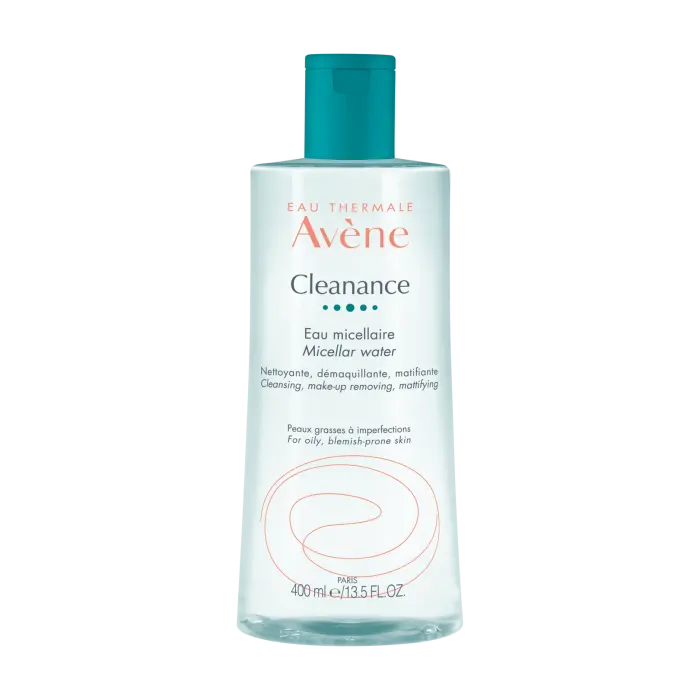 EAU THERMALE
Avène
Cleanance
Eau micellaire
Micellar water
Nettoyante, démaquillante, matifiante
Cleansing, make-up removing, mattifying
Peaux grasses à imperfections
For oily, blemish-prone skin
PARIS
400 ml ℮/13.5 FL.OZ.